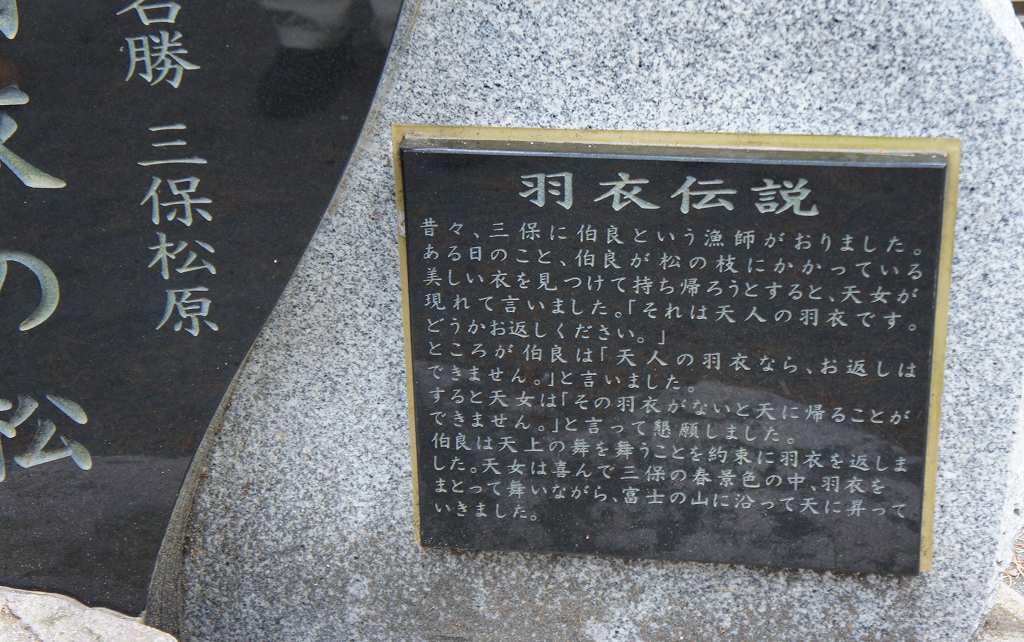 名勝 三保松原
の松
羽衣伝説
昔々、三保に伯良という漁師がおりました。
ある日のこと、伯良が松の枝にかかっている
美しい衣を見つけて持ち帰ろうとすると、天女が
現れて言いました。「それは天人の羽衣です。
どうかお返しください。」
ところが伯良は「天人の羽衣なら、お返しは
できません。」と言いました。
すると天女は「その羽衣がないと天に帰ることが
できません。」と言って懇願しました。
伯良は天上の舞を舞うことを約束に羽衣を返しま
した。天女は喜んで三保の春景色の中、羽衣を
まとって舞いながら、富士の山に沿って天に昇って
いきました。